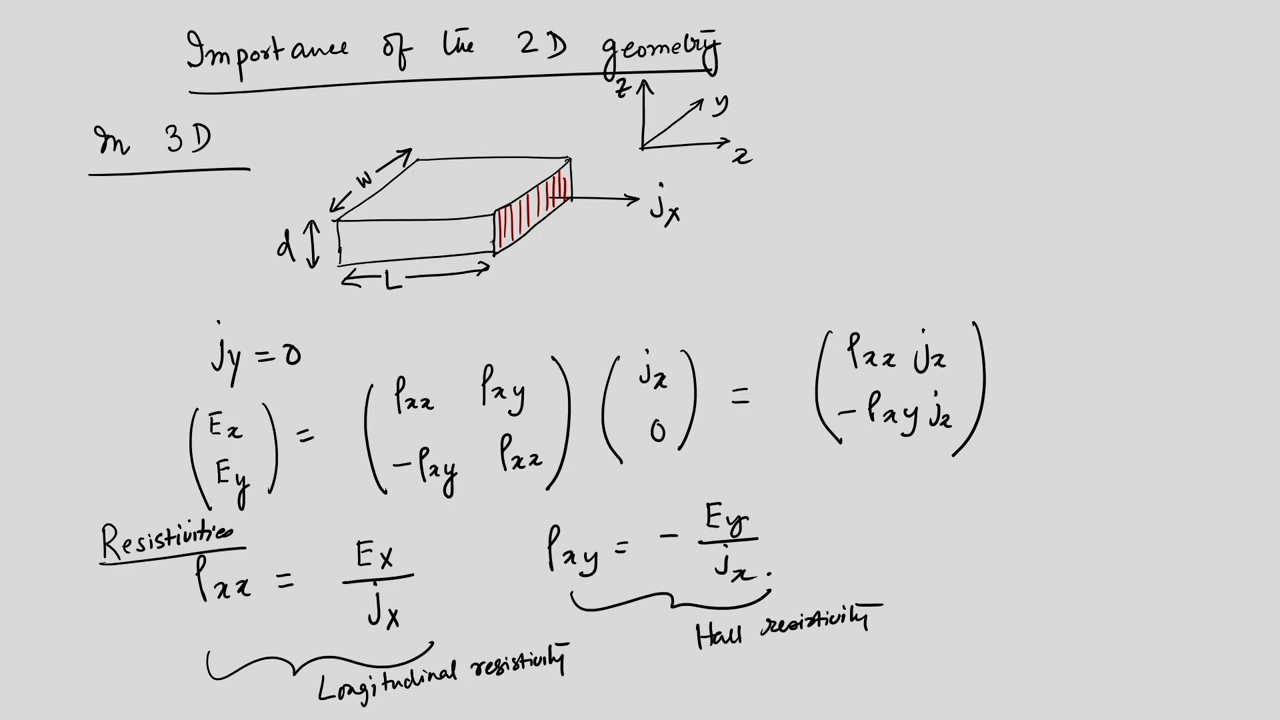 Importance of the 2D geometry
In 3D
z
y
x
w
d
L
jx
jy = 0
(Ex Ey) = (ρxx ρxy -ρxy ρxx) (jx 0) = (ρxx jx -ρxy jx)
Resistivities
ρxx = Ex / jx
ρxy = - Ey / jx.
Hall resistivity
Longitudinal resistivity